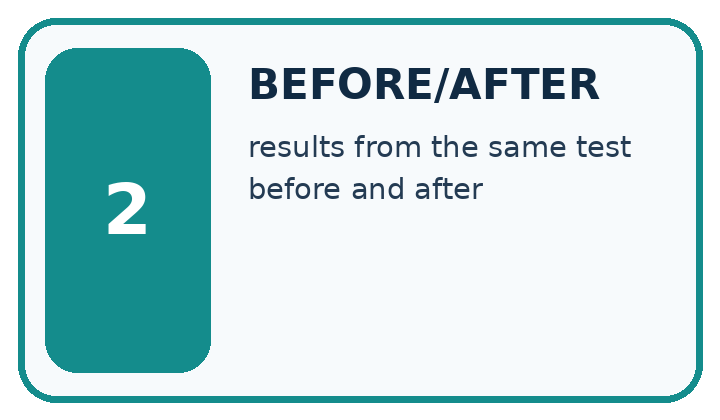 2
BEFORE/AFTER
results from the same test
before and after